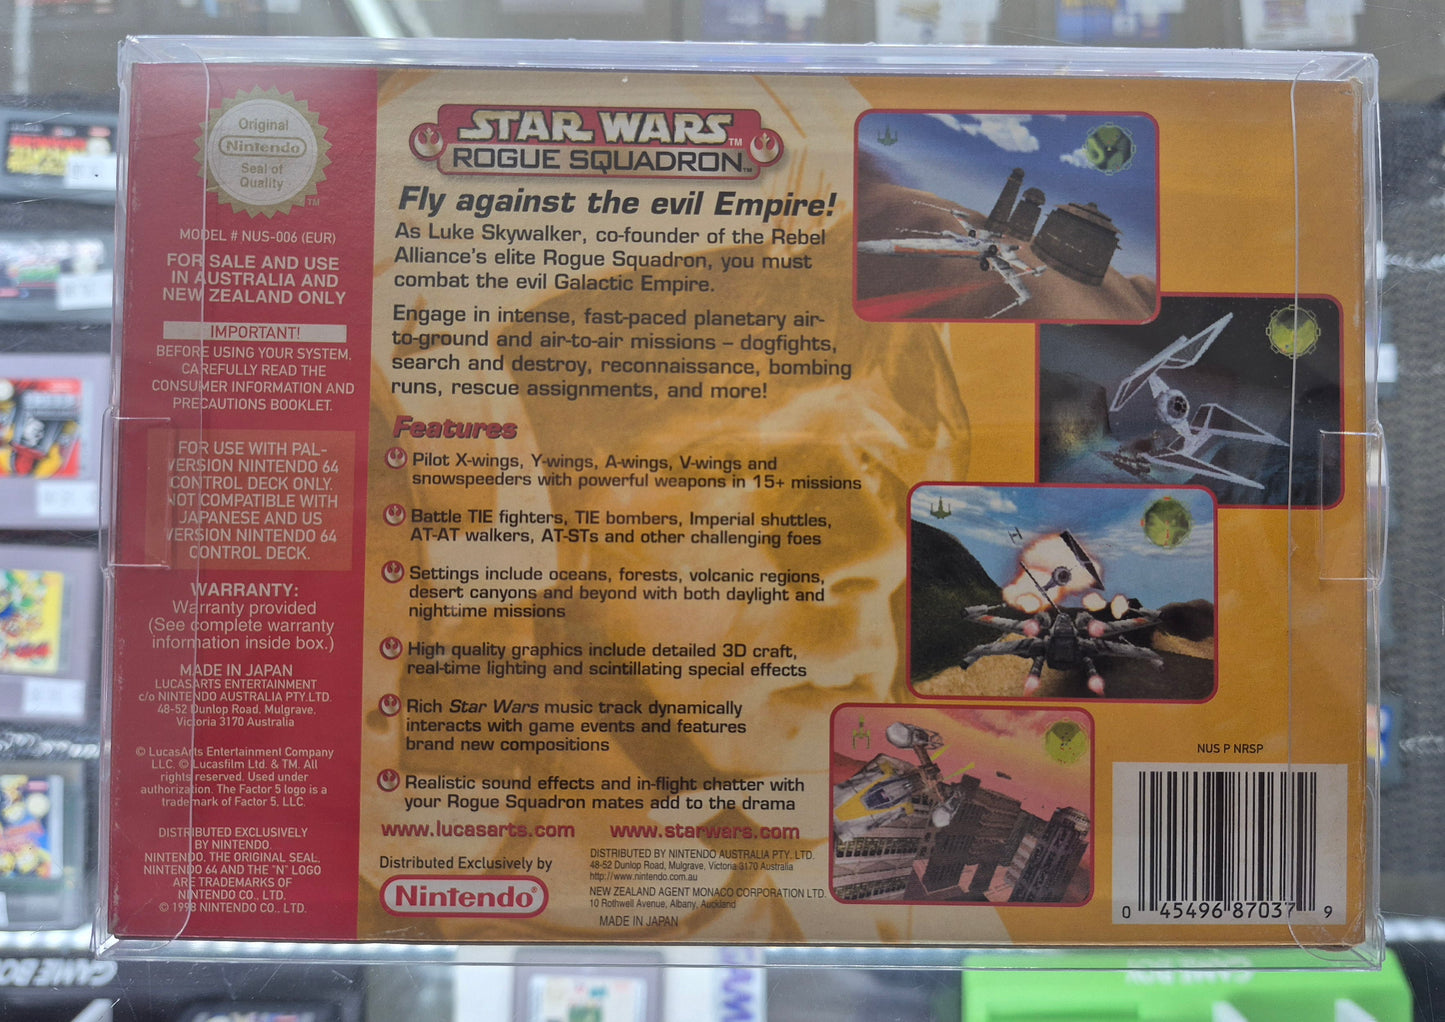 Original
Nintendo
Seal of
Quality
TM
MODEL # NUS-006 (EUR)
FOR SALE AND USE
IN AUSTRALIA AND
NEW ZEALAND ONLY
IMPORTANT!
BEFORE USING YOUR SYSTEM.
CAREFULLY READ THE
CONSUMER INFORMATION AND
PRECAUTIONS BOOKLET.
FOR USE WITH PAL-
VERSION NINTENDO 64
CONTROL DECK ONLY.
NOT COMPATIBLE WITH
JAPANESE AND US
VERSION NINTENDO 64
CONTROL DECK.
WARRANTY:
Warranty provided
(See complete warranty
information inside box.)
MADE IN JAPAN
LUCASARTS ENTERTAINMENT
c/o NINTENDO AUSTRALIA PTY.LTD.
48-52 Dunlop Road, Mulgrave,
Victoria 3170 Australia
© LucasArts Entertainment Company
LLC. © Lucasfilm Ltd. & TM. All
rights reserved. Used under
authorization. The Factor 5 logo is a
trademark of Factor 5, LLC.
DISTRIBUTED EXCLUSIVELY
BY NINTENDO.
NINTENDO, THE ORIGINAL SEAL,
NINTENDO 64 AND THE "N" LOGO
ARE TRADEMARKS OF
NINTENDO CO., LTD.
© 1998 NINTENDO CO., LTD.
STAR WARS TM
ROGUE SQUADRON TM
Fly against the evil Empire!
As Luke Skywalker, co-founder of the Rebel
Alliance's elite Rogue Squadron, you must
combat the evil Galactic Empire.
Engage in intense, fast-paced planetary air-
to-ground and air-to-air missions – dogfights,
search and destroy, reconnaissance, bombing
runs, rescue assignments, and more!
Features
Pilot X-wings, Y-wings, A-wings, V-wings and
snowspeeders with powerful weapons in 15+ missions
Battle TIE fighters, TIE bombers, Imperial shuttles,
AT-AT walkers, AT-STs and other challenging foes
Settings include oceans, forests, volcanic regions,
desert canyons and beyond with both daylight and
nighttime missions
High quality graphics include detailed 3D craft,
real-time lighting and scintillating special effects
Rich Star Wars music track dynamically
interacts with game events and features
brand new compositions
Realistic sound effects and in-flight chatter with
your Rogue Squadron mates add to the drama
www.lucasarts.com www.starwars.com
Distributed Exclusively by
Nintendo®
DISTRIBUTED BY NINTENDO AUSTRALIA PTY. LTD.
48-52 Dunlop Road, Mulgrave, Victoria 3170 Australia
http://www.nintendo.com.au
NEW ZEALAND AGENT MONACO CORPORATION LTD.
10 Rothwell Avenue, Albany, Auckland
MADE IN JAPAN
NUS P NRSP
0 45496 87037 9
GAME BOY